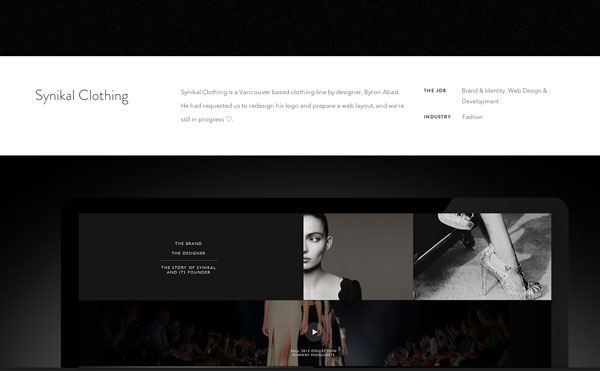 Synikal Clothing
Synikal Clothing is a Vancouver based clothing line by designer, Byron Abad.
He had requested us to redesign his logo and prepare a web layout, and we're
still in progress ♡.
THE JOB
Brand & Identity, Web Design &
Development
INDUSTRY
Fashion
THE BRAND
THE DESIGNER
THE STORY OF SYNIKAL
AND ITS FOUNDER
FALL 2013 COLLECTION
RUNWAY HIGHLIGHTS